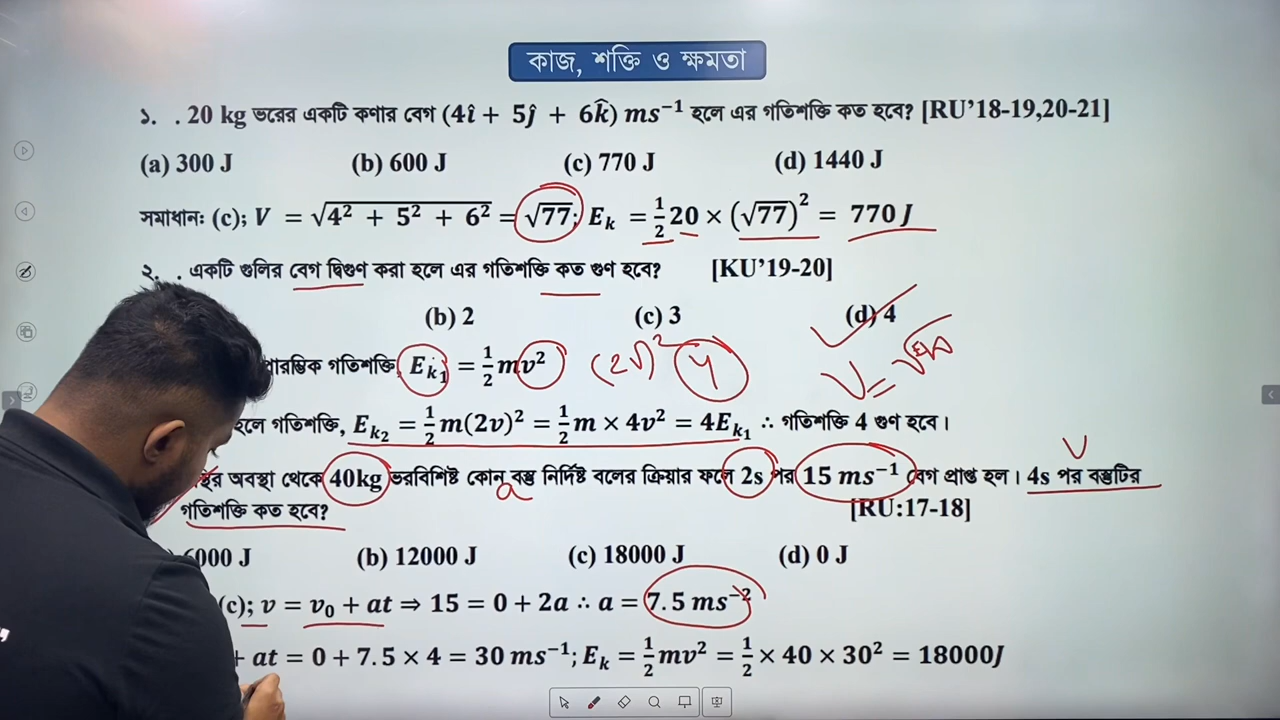 কাজ, শক্তি ও ক্ষমতা
১. . 20 kg ভরের একটি কণার বেগ (4î + 5ĵ + 6k̂) ms⁻¹ হলে এর গতিশক্তি কত হবে? [RU’18-19,20-21]
(a) 300 J (b) 600 J (c) 770 J (d) 1440 J
সমাধানঃ (c); V = √4² + 5² + 6² = √77; Eₖ = ½20 × (√77)² = 770 J
২. . একটি গুলির বেগ দ্বিগুণ করা হলে এর গতিশক্তি কত গুণ হবে? [KU’19-20]
(b) 2 (c) 3 (d) 4
গতিশক্তি, Eₖ₁ = ½mv² (2v)² 4 V =
হলে গতিশক্তি, Eₖ₂ = ½m(2v)² = ½m × 4v² = 4Eₖ₁ ∴ গতিশক্তি 4 গুণ হবে।
V
অবস্থা থেকে 40kg ভরবিশিষ্ট কোন বস্তু নির্দিষ্ট বলের ক্রিয়ার ফলে 2s পর 15 ms⁻¹ বেগ প্রাপ্ত হল। 4s পর বস্তুটির
a
গতিশক্তি কত হবে? [RU:17-18]
6000 J (b) 12000 J (c) 18000 J (d) 0 J
(c); v = v₀ + at ⇒ 15 = 0 + 2a ∴ a = 7.5 ms⁻²
+ at = 0 + 7.5 × 4 = 30 ms⁻¹; Eₖ = ½mv² = ½ × 40 × 30² = 18000J